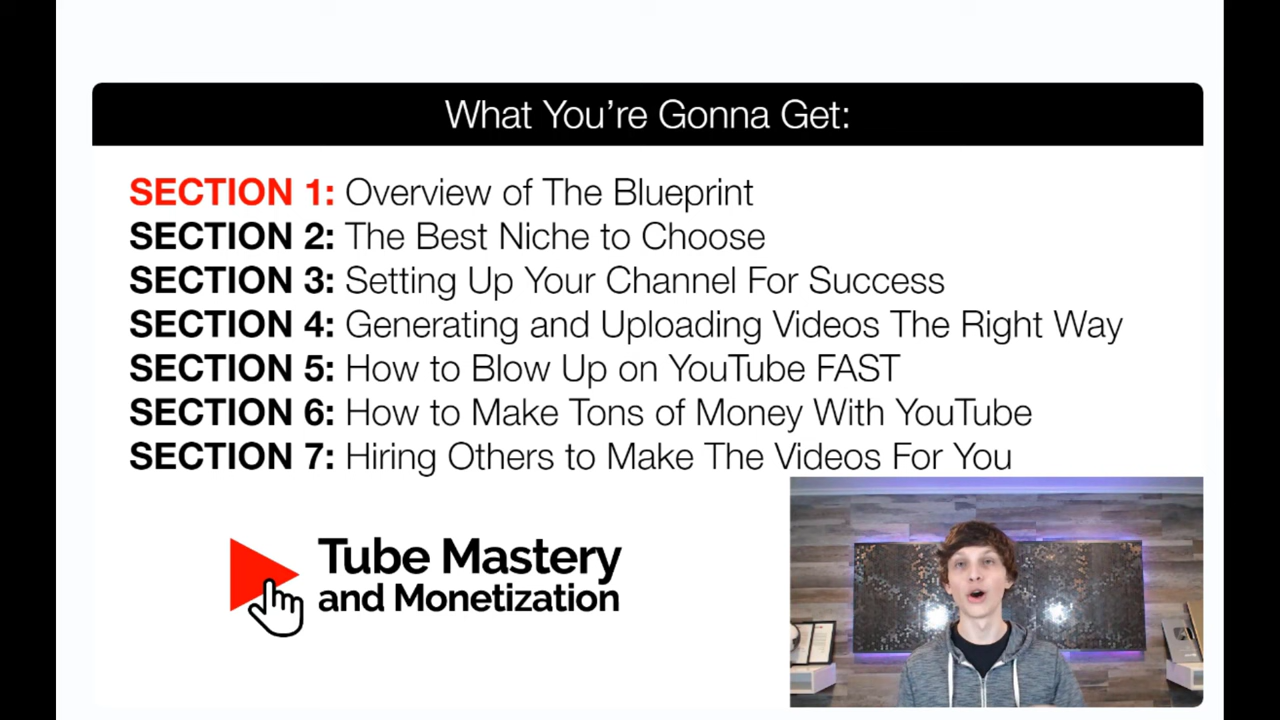 What You're Gonna Get:
SECTION 1: Overview of The Blueprint
SECTION 2: The Best Niche to Choose
SECTION 3: Setting Up Your Channel For Success
SECTION 4: Generating and Uploading Videos The Right Way
SECTION 5: How to Blow Up on YouTube FAST
SECTION 6: How to Make Tons of Money With YouTube
SECTION 7: Hiring Others to Make The Videos For You
Tube Mastery
and Monetization